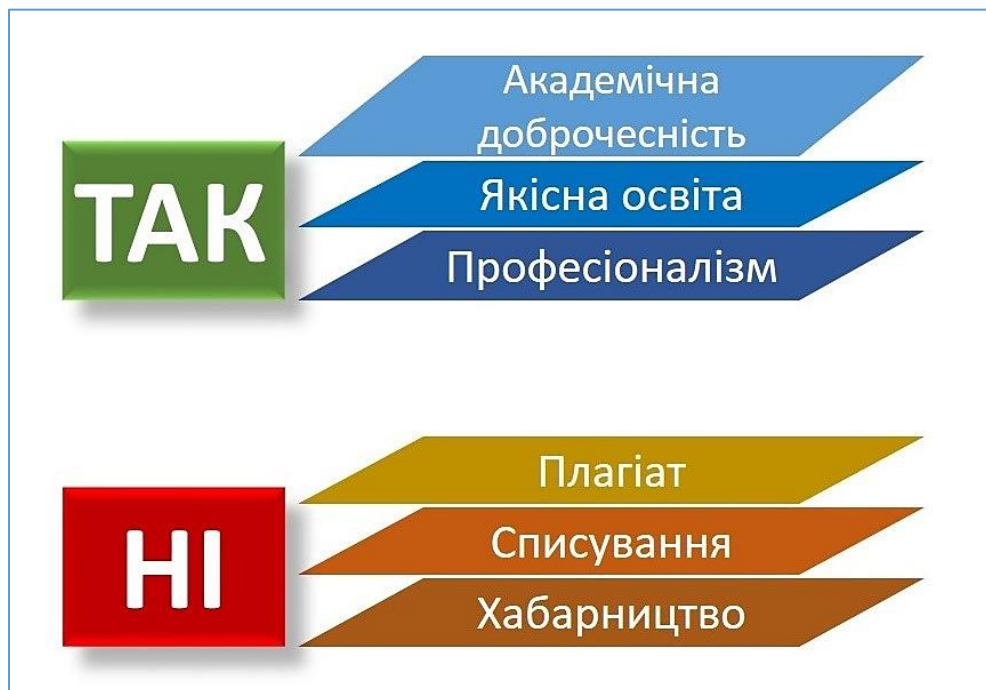 ТАК
Академічна
доброчесність
Якісна освіта
Професіоналізм
НІ
Плагіат
Списування
Хабарництво